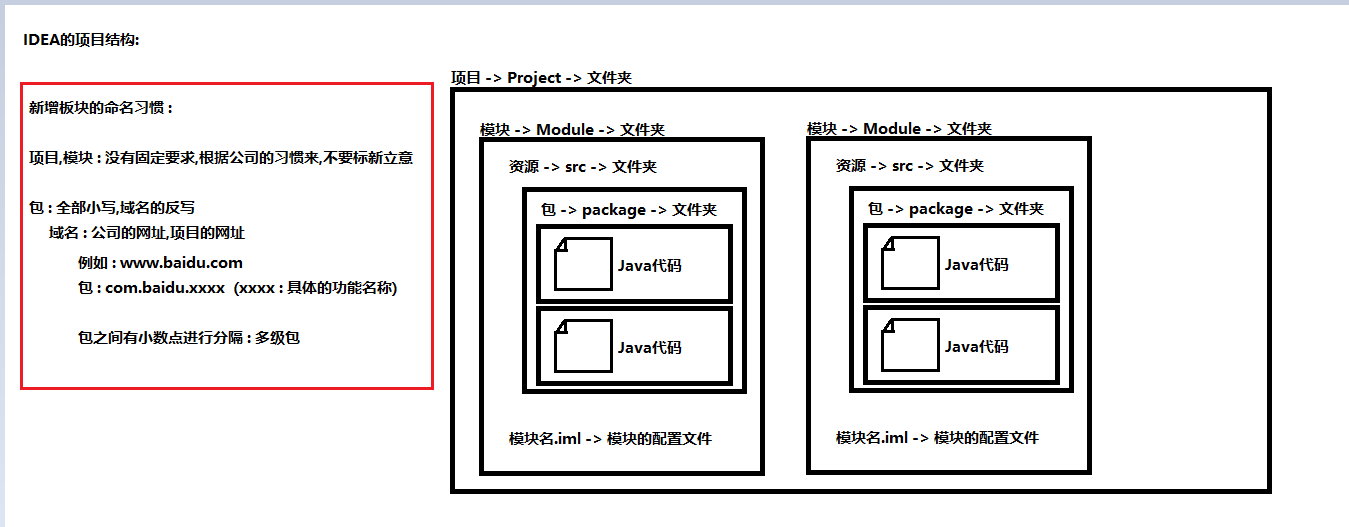 IDEA的项目结构:
新增板块的命名习惯 :
项目,模块 : 没有固定要求,根据公司的习惯来,不要标新立意
包 : 全部小写,域名的反写
域名 : 公司的网址,项目的网址
例如 : www.baidu.com
包 : com.baidu.xxxx (xxxx : 具体的功能名称)
包之间有小数点进行分隔 : 多级包
项目 -> Project -> 文件夹
模块 -> Module -> 文件夹
资源 -> src -> 文件夹
包 -> package -> 文件夹
Java代码
Java代码
模块名.iml -> 模块的配置文件
模块 -> Module -> 文件夹
资源 -> src -> 文件夹
包 -> package -> 文件夹
Java代码
Java代码
模块名.iml -> 模块的配置文件